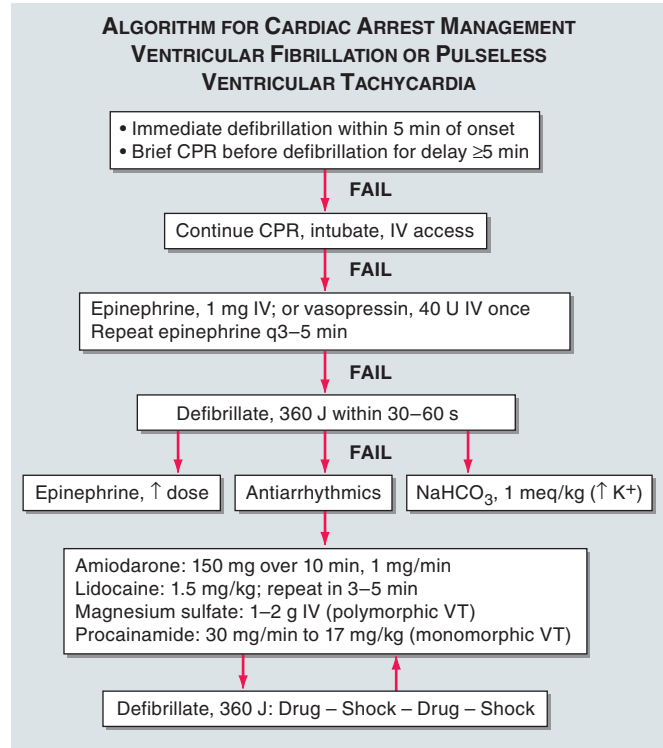 ALGORITHM FOR CARDIAC ARREST MANAGEMENT
VENTRICULAR FIBRILLATION OR PULSELESS
VENTRICULAR TACHYCARDIA
• Immediate defibrillation within 5 min of onset
• Brief CPR before defibrillation for delay ≥5 min
FAIL
Continue CPR, intubate, IV access
FAIL
Epinephrine, 1 mg IV; or vasopressin, 40 U IV once
Repeat epinephrine q3–5 min
FAIL
Defibrillate, 360 J within 30–60 s
FAIL
Epinephrine, ↑ dose
Antiarrhythmics
NaHCO₃, 1 meq/kg (↑ K⁺)
Amiodarone: 150 mg over 10 min, 1 mg/min
Lidocaine: 1.5 mg/kg; repeat in 3–5 min
Magnesium sulfate: 1–2 g IV (polymorphic VT)
Procainamide: 30 mg/min to 17 mg/kg (monomorphic VT)
Defibrillate, 360 J: Drug – Shock – Drug – Shock